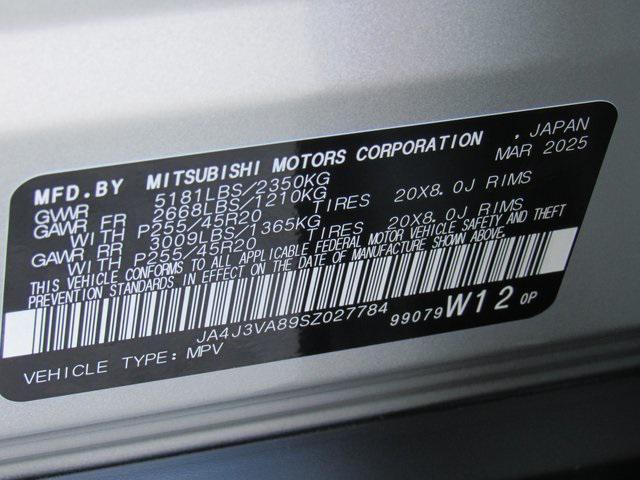 MFD.BY MITSUBISHI MOTORS CORPORATION , JAPAN
MAR 2025
GVWR 5181LBS/2350KG
GAWR FR 2668LBS/1210KG
WITH P255/45R20 TIRES 20X8.0J RIMS
GAWR RR 3009LBS/1365KG
WITH P255/45R20 TIRES 20X8.0J RIMS
THIS VEHICLE CONFORMS TO ALL APPLICABLE FEDERAL MOTOR VEHICLE SAFETY AND THEFT
PREVENTION STANDARDS IN EFFECT ON THE DATE OF MANUFACTURE SHOWN ABOVE.
JA4J3VA89SZ027784
99079 W12 0P
VEHICLE TYPE: MPV